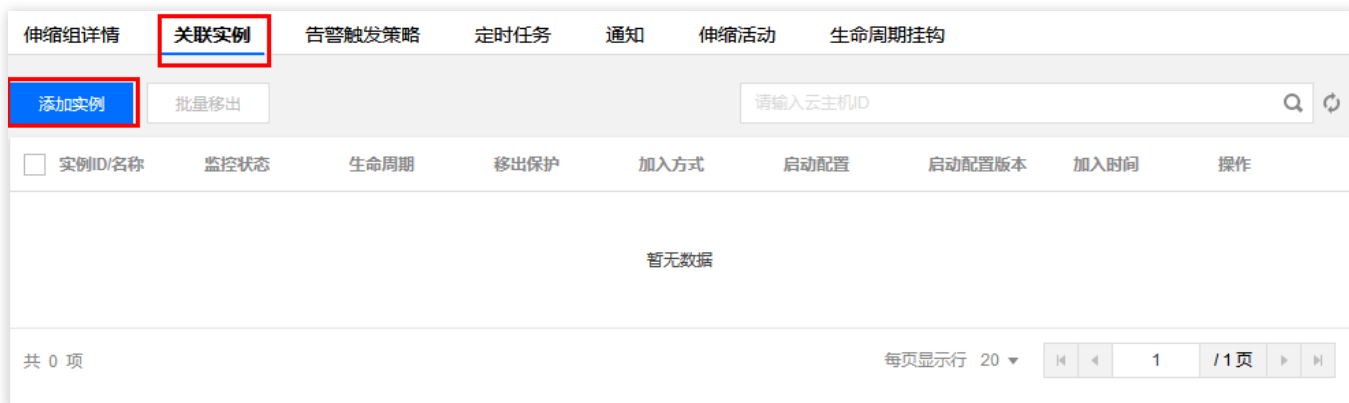 伸缩组详情 关联实例 告警触发策略 定时任务 通知 伸缩活动 生命周期挂钩
添加实例 批量移出 请输入云主机ID
实例ID/名称 监控状态 生命周期 移出保护 加入方式 启动配置 启动配置版本 加入时间 操作
暂无数据
共 0 项 每页显示行 20 1 /1页